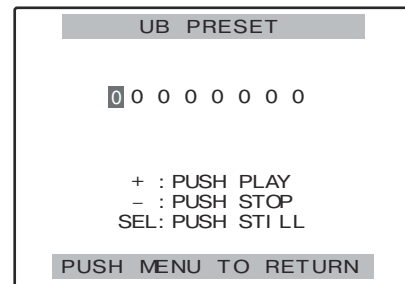 UB PRESET
0 0 0 0 0 0 0 0
+ : PUSH PLAY
– : PUSH STOP
SEL: PUSH STILL
PUSH MENU TO RETURN